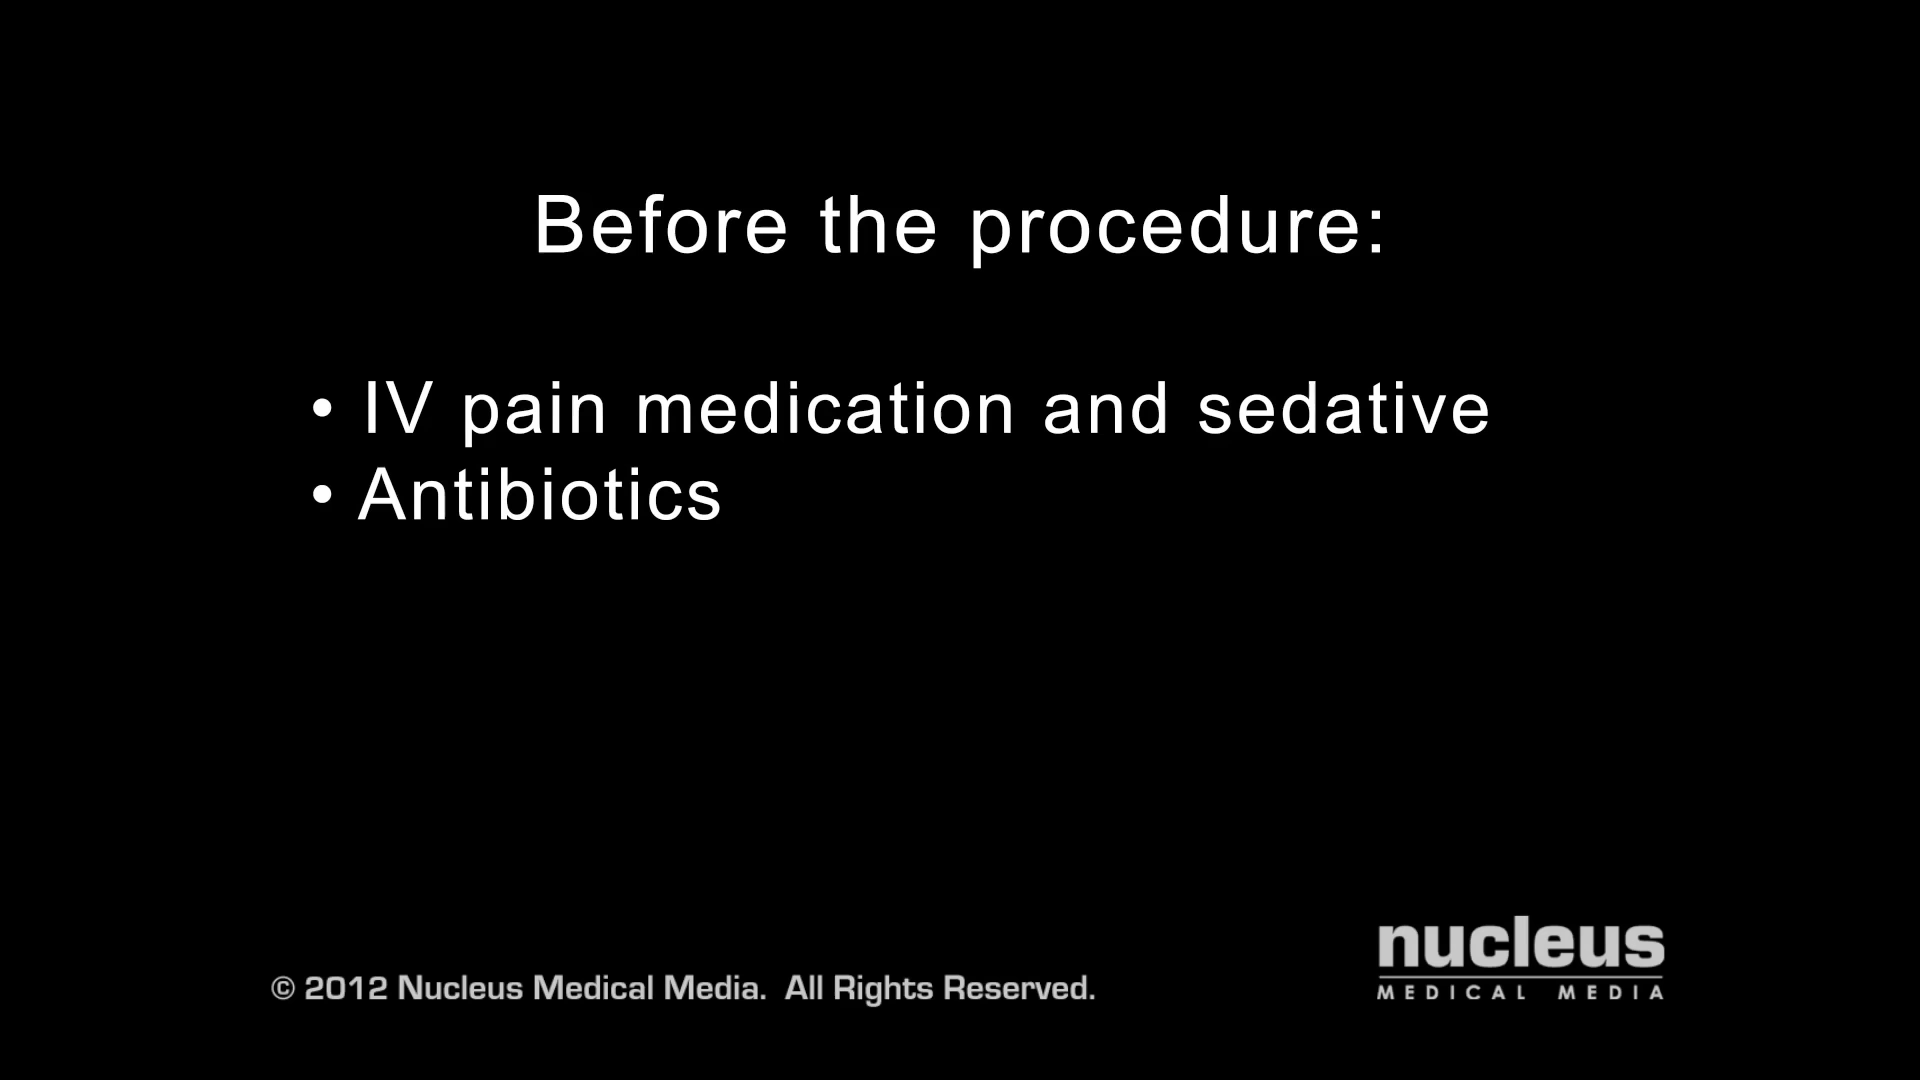 Before the procedure:
• IV pain medication and sedative
• Antibiotics
© 2012 Nucleus Medical Media.  All Rights Reserved.
nucleus
MEDICAL MEDIA